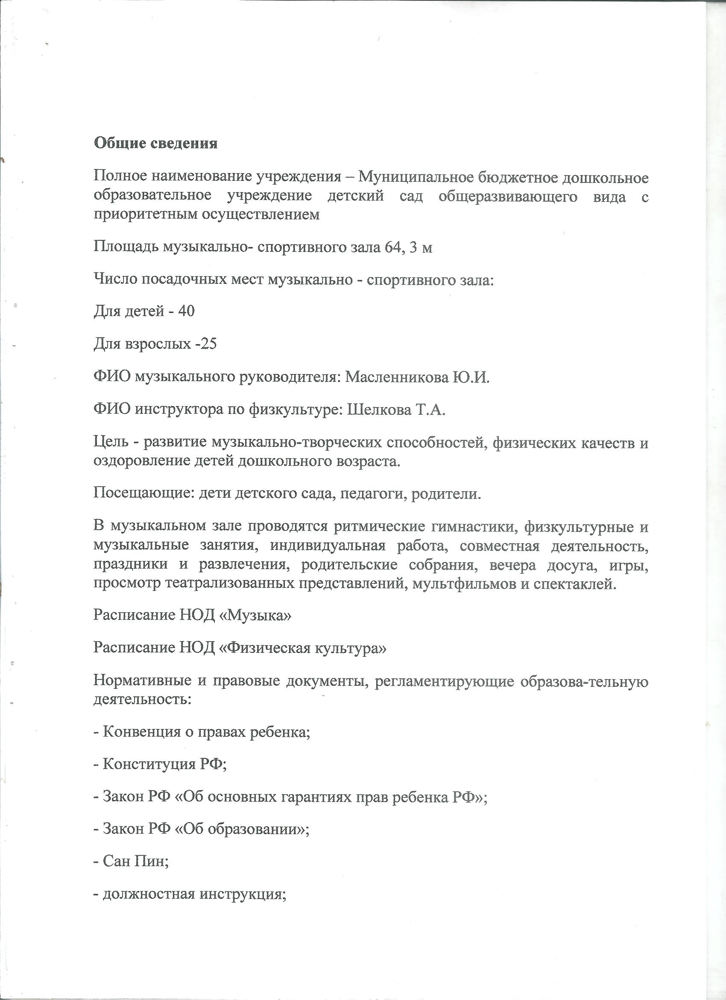 Общие сведения
Полное наименование учреждения – Муниципальное бюджетное дошкольное
образовательное учреждение детский сад общеразвивающего вида с
приоритетным осуществлением
Площадь музыкально- спортивного зала 64, 3 м
Число посадочных мест музыкально - спортивного зала:
Для детей - 40
Для взрослых -25
ФИО музыкального руководителя: Масленникова Ю.И.
ФИО инструктора по физкультуре: Шелкова Т.А.
Цель - развитие музыкально-творческих способностей, физических качеств и
оздоровление детей дошкольного возраста.
Посещающие: дети детского сада, педагоги, родители.
В музыкальном зале проводятся ритмические гимнастики, физкультурные и
музыкальные занятия, индивидуальная работа, совместная деятельность,
праздники и развлечения, родительские собрания, вечера досуга, игры,
просмотр театрализованных представлений, мультфильмов и спектаклей.
Расписание НОД «Музыка»
Расписание НОД «Физическая культура»
Нормативные и правовые документы, регламентирующие образова-тельную
деятельность:
- Конвенция о правах ребенка;
- Конституция РФ;
- Закон РФ «Об основных гарантиях прав ребенка РФ»;
- Закон РФ «Об образовании»;
- Сан Пин;
- должностная инструкция;